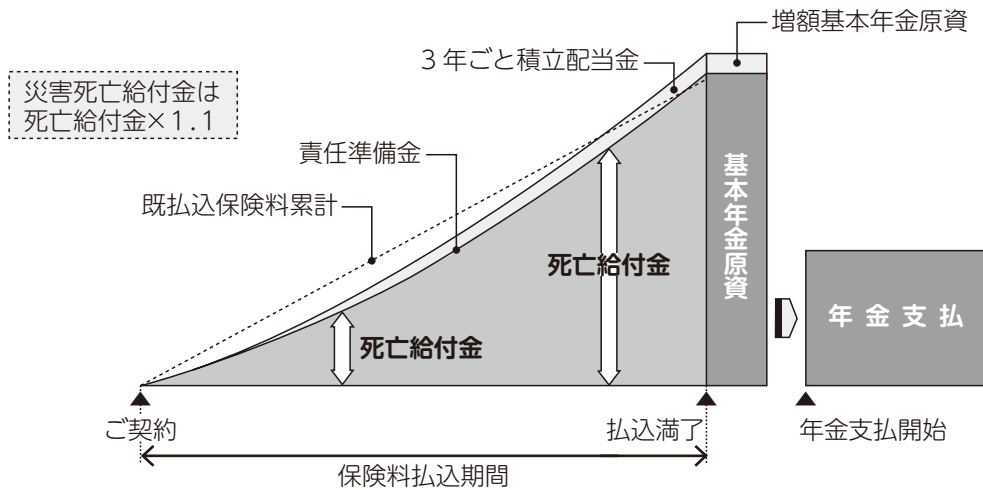 増額基本年金原資
3年ごと積立配当金
災害死亡給付金は
死亡給付金×1.1
責任準備金
既払込保険料累計
基本年金原資
死亡給付金
死亡給付金
年金支払
ご契約
払込満了
年金支払開始
保険料払込期間